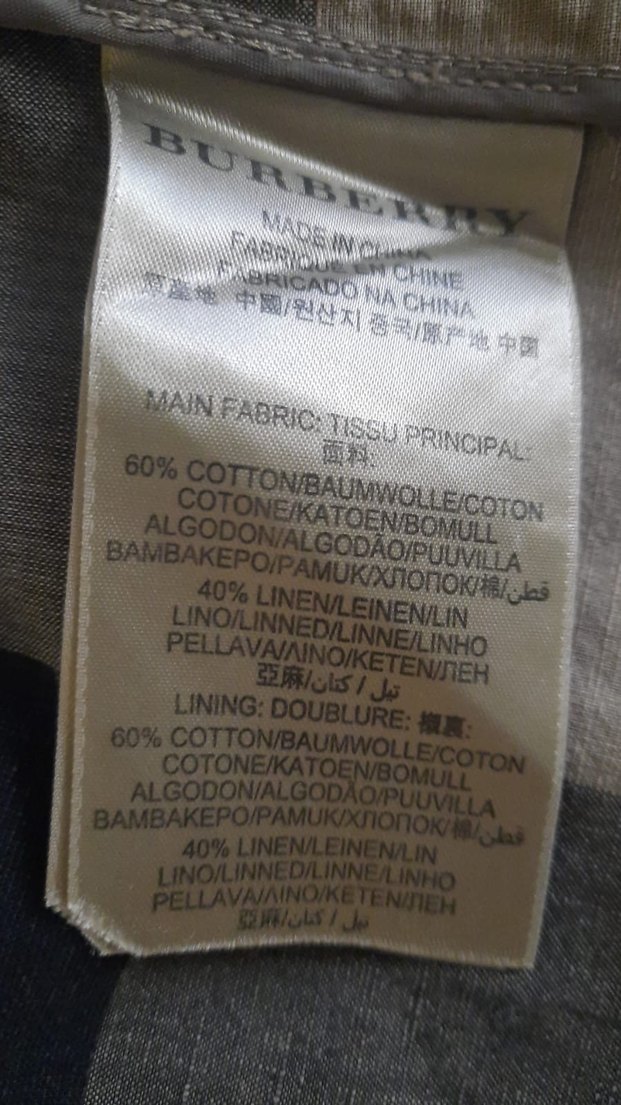 BURBERRY
MADE IN CHINA
FABRIQUE EN CHINE
FABRICADO NA CHINA
原產地 中國/원산지 중국/原产地 中国
MAIN FABRIC: TISSU PRINCIPAL:
面料:
60% COTTON/BAUMWOLLE/COTON
COTONE/KATOEN/BOMULL
ALGODON/ALGODÃO/PUUVILLA
BAMBAKEPO/PAMUK/ХЛОПОК/棉/قطن
40% LINEN/LEINEN/LIN
LINO/LINNED/LINNE/LINHO
PELLAVA/ΛINO/KETEN/ЛЕН
亞麻/كتان / تيل
LINING: DOUBLURE: 襯裏:
60% COTTON/BAUMWOLLE/COTON
COTONE/KATOEN/BOMULL
ALGODON/ALGODÃO/PUUVILLA
BAMBAKEPO/PAMUK/ХЛОПОК/棉/قطن
40% LINEN/LEINEN/LIN
LINO/LINNED/LINNE/LINHO
PELLAVA/ΛINO/KETEN/ЛЕН
亞麻/كتان / تيل